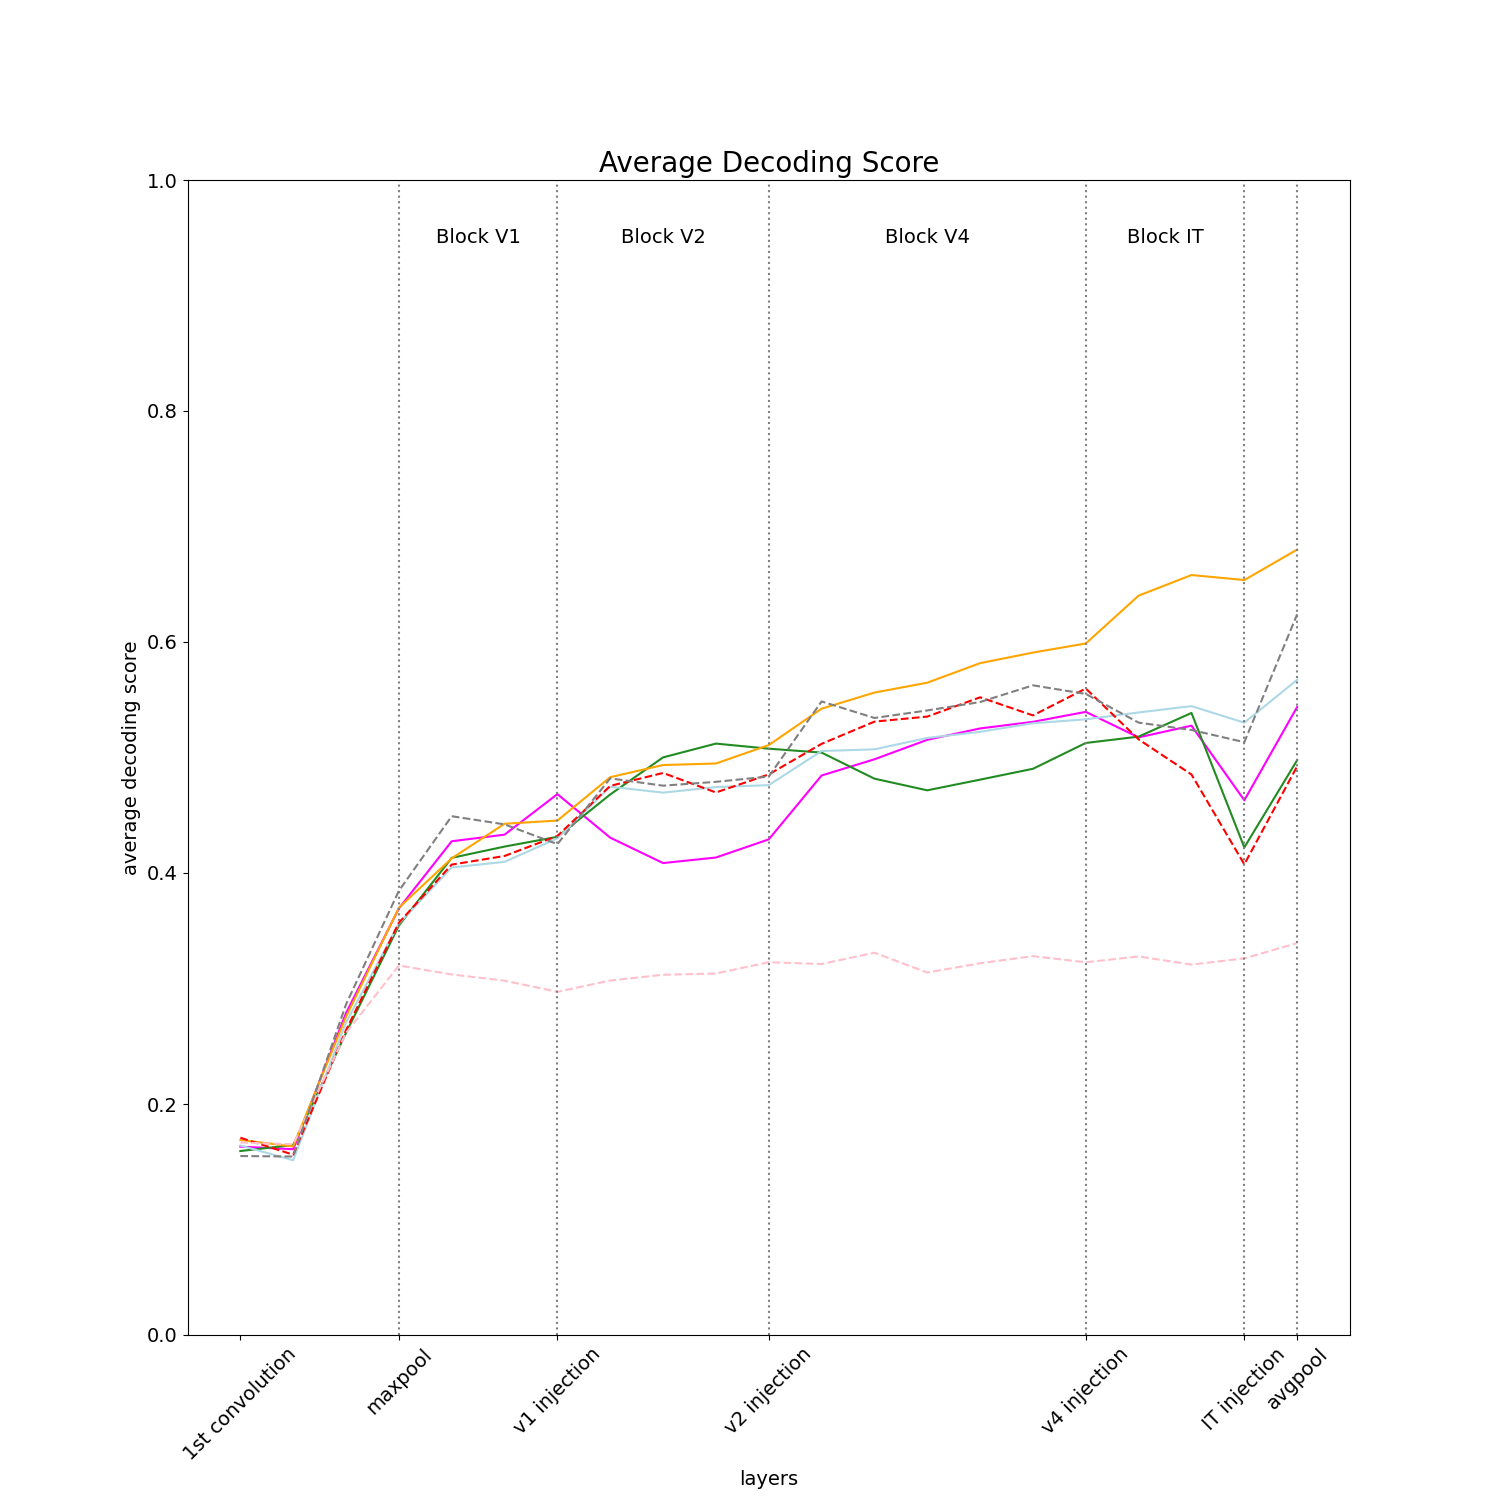 Average Decoding Score
1.0
Block V1 Block V2 Block V4 Block IT
0.8
0.6
0.4
0.2
0.0
average decoding score
1st convolution
maxpool
v1 injection
v2 injection
v4 injection
IT injection
avgpool
layers